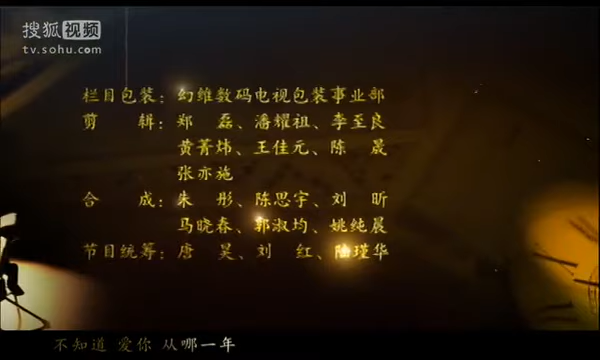 搜狐视频
tv.sohu.com
栏目包装：幻维数码电视包装事业部
剪　　辑：郑　磊、潘耀祖、李至良
黄菁炜、王佳元、陈　晟
张亦施
合　　成：朱　彤、陈思宇、刘　昕
马晓春、郭淑均、姚纯晨
节目统筹：唐　昊、刘　红、陆瑾华
不知道 爱你 从哪一年